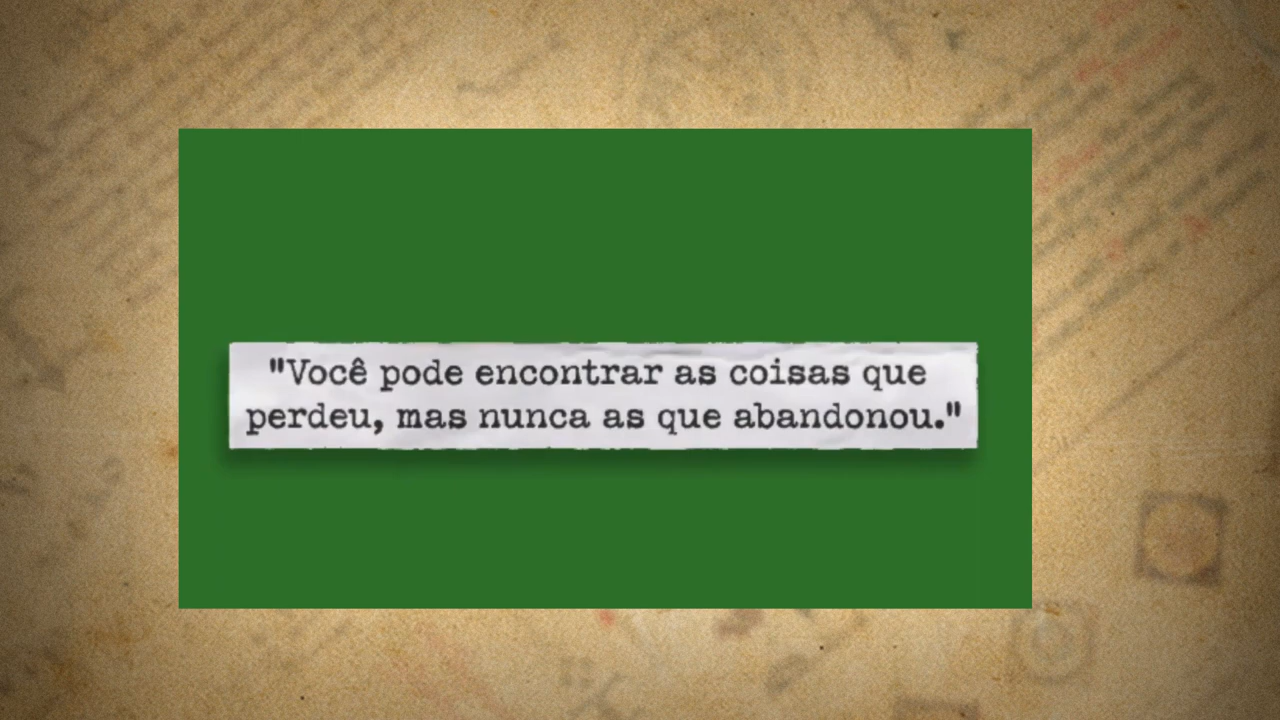 "Você pode encontrar as coisas que
perdeu, mas nunca as que abandonou."